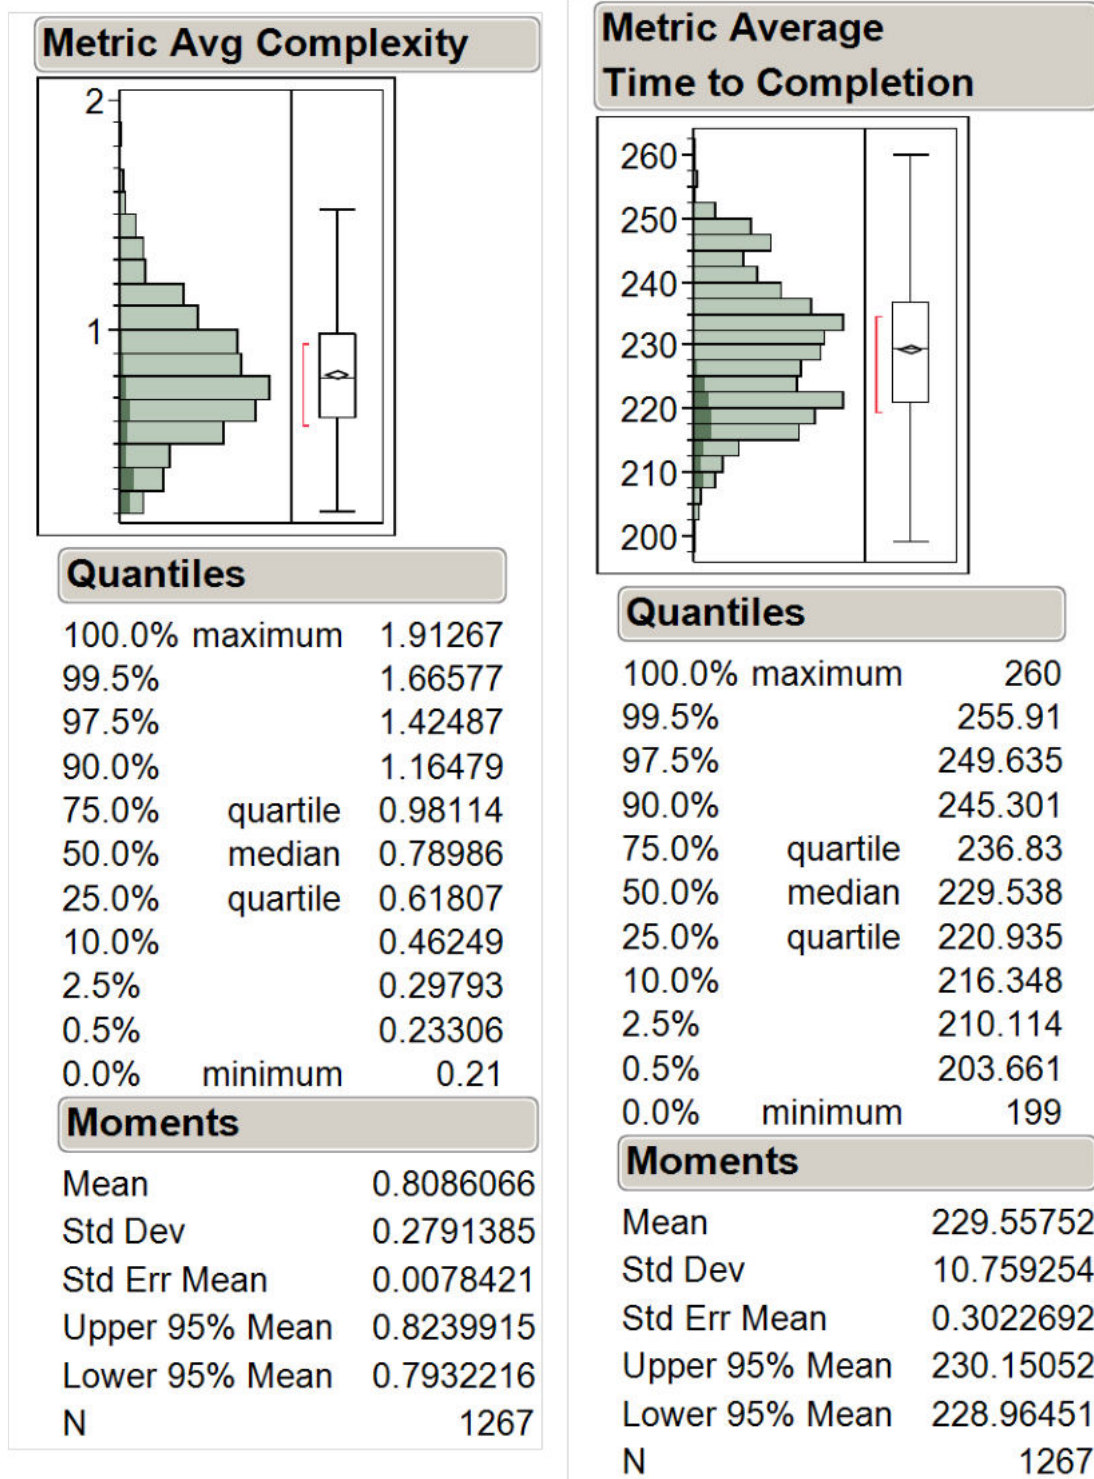 Metric Avg Complexity
2
1
Quantiles
100.0% maximum 1.91267
99.5% 1.66577
97.5% 1.42487
90.0% 1.16479
75.0% quartile 0.98114
50.0% median 0.78986
25.0% quartile 0.61807
10.0% 0.46249
2.5% 0.29793
0.5% 0.23306
0.0% minimum 0.21
Moments
Mean 0.8086066
Std Dev 0.2791385
Std Err Mean 0.0078421
Upper 95% Mean 0.8239915
Lower 95% Mean 0.7932216
N 1267
Metric Average
Time to Completion
260
250
240
230
220
210
200
Quantiles
100.0% maximum 260
99.5% 255.91
97.5% 249.635
90.0% 245.301
75.0% quartile 236.83
50.0% median 229.538
25.0% quartile 220.935
10.0% 216.348
2.5% 210.114
0.5% 203.661
0.0% minimum 199
Moments
Mean 229.55752
Std Dev 10.759254
Std Err Mean 0.3022692
Upper 95% Mean 230.15052
Lower 95% Mean 228.96451
N 1267